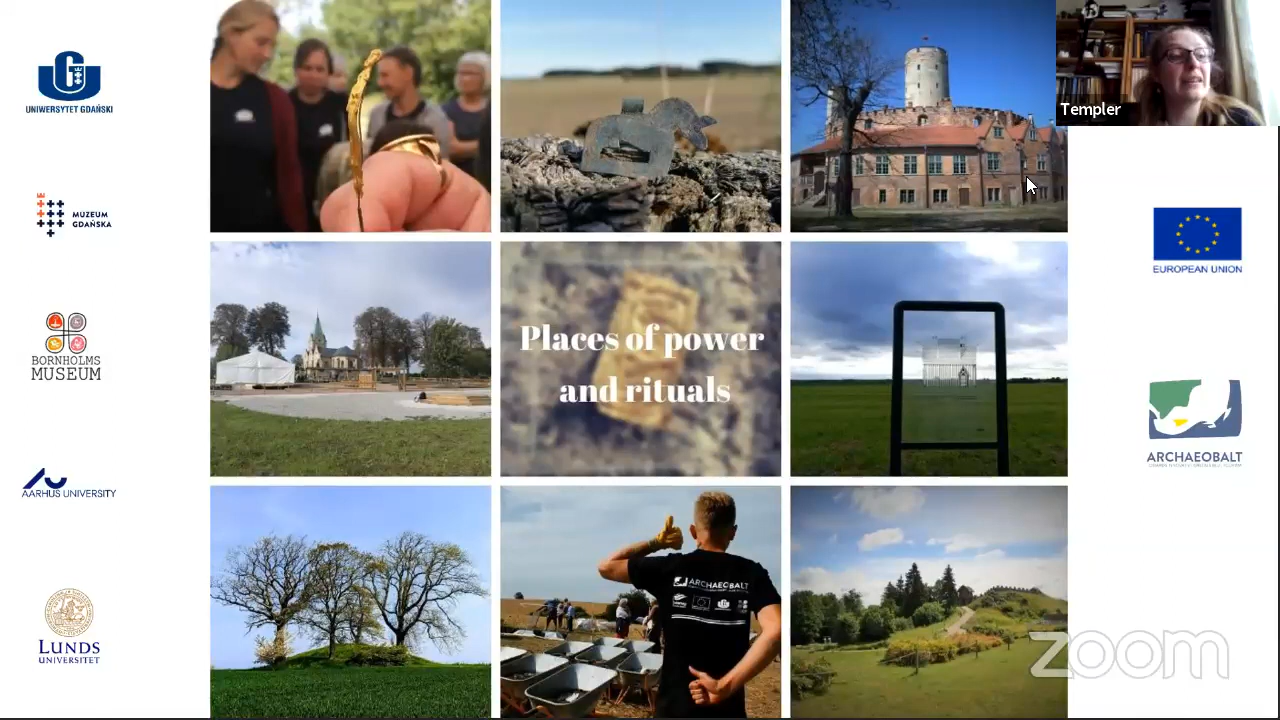 UNIWERSYTET GDAŃSKI
MUZEUM
GDAŃSKA
BORNHOLMS
MUSEUM
AARHUS UNIVERSITY
LUNDS
UNIVERSITET
Places of power
and rituals
ARCHAEOBALT
Templer
EUROPEAN UNION
ARCHAEOBALT
zoom